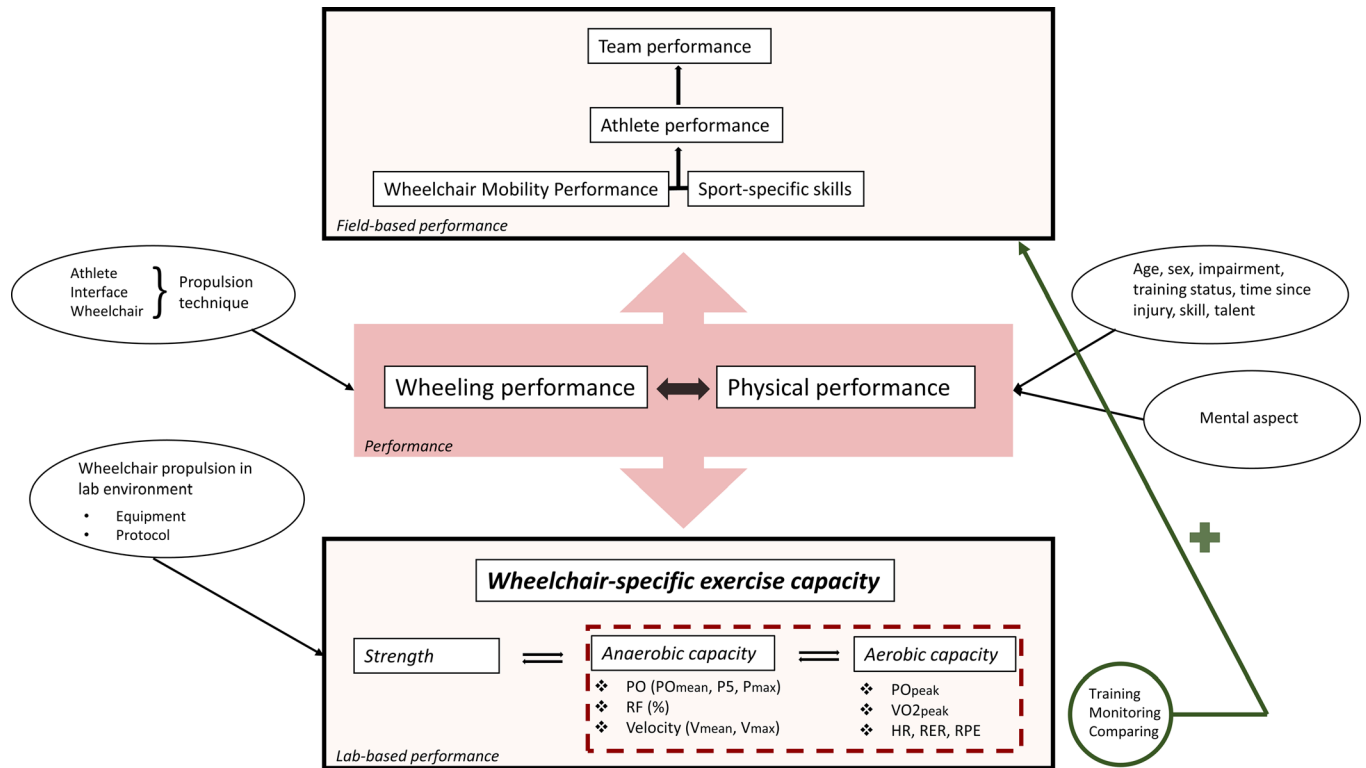 Team performance
Athlete performance
Wheelchair Mobility Performance
Sport-specific skills
Field-based performance
Athlete
Interface
Wheelchair
}
Propulsion
technique
Age, sex, impairment,
training status, time since
injury, skill, talent
Wheeling performance
Physical performance
Performance
Mental aspect
Wheelchair propulsion in
lab environment
• Equipment
• Protocol
Wheelchair-specific exercise capacity
Strength
Anaerobic capacity
❖ PO (POmean, P5, Pmax)
❖ RF (%)
❖ Velocity (Vmean, Vmax)
Aerobic capacity
❖ POpeak
❖ VO2peak
❖ HR, RER, RPE
Lab-based performance
Training
Monitoring
Comparing